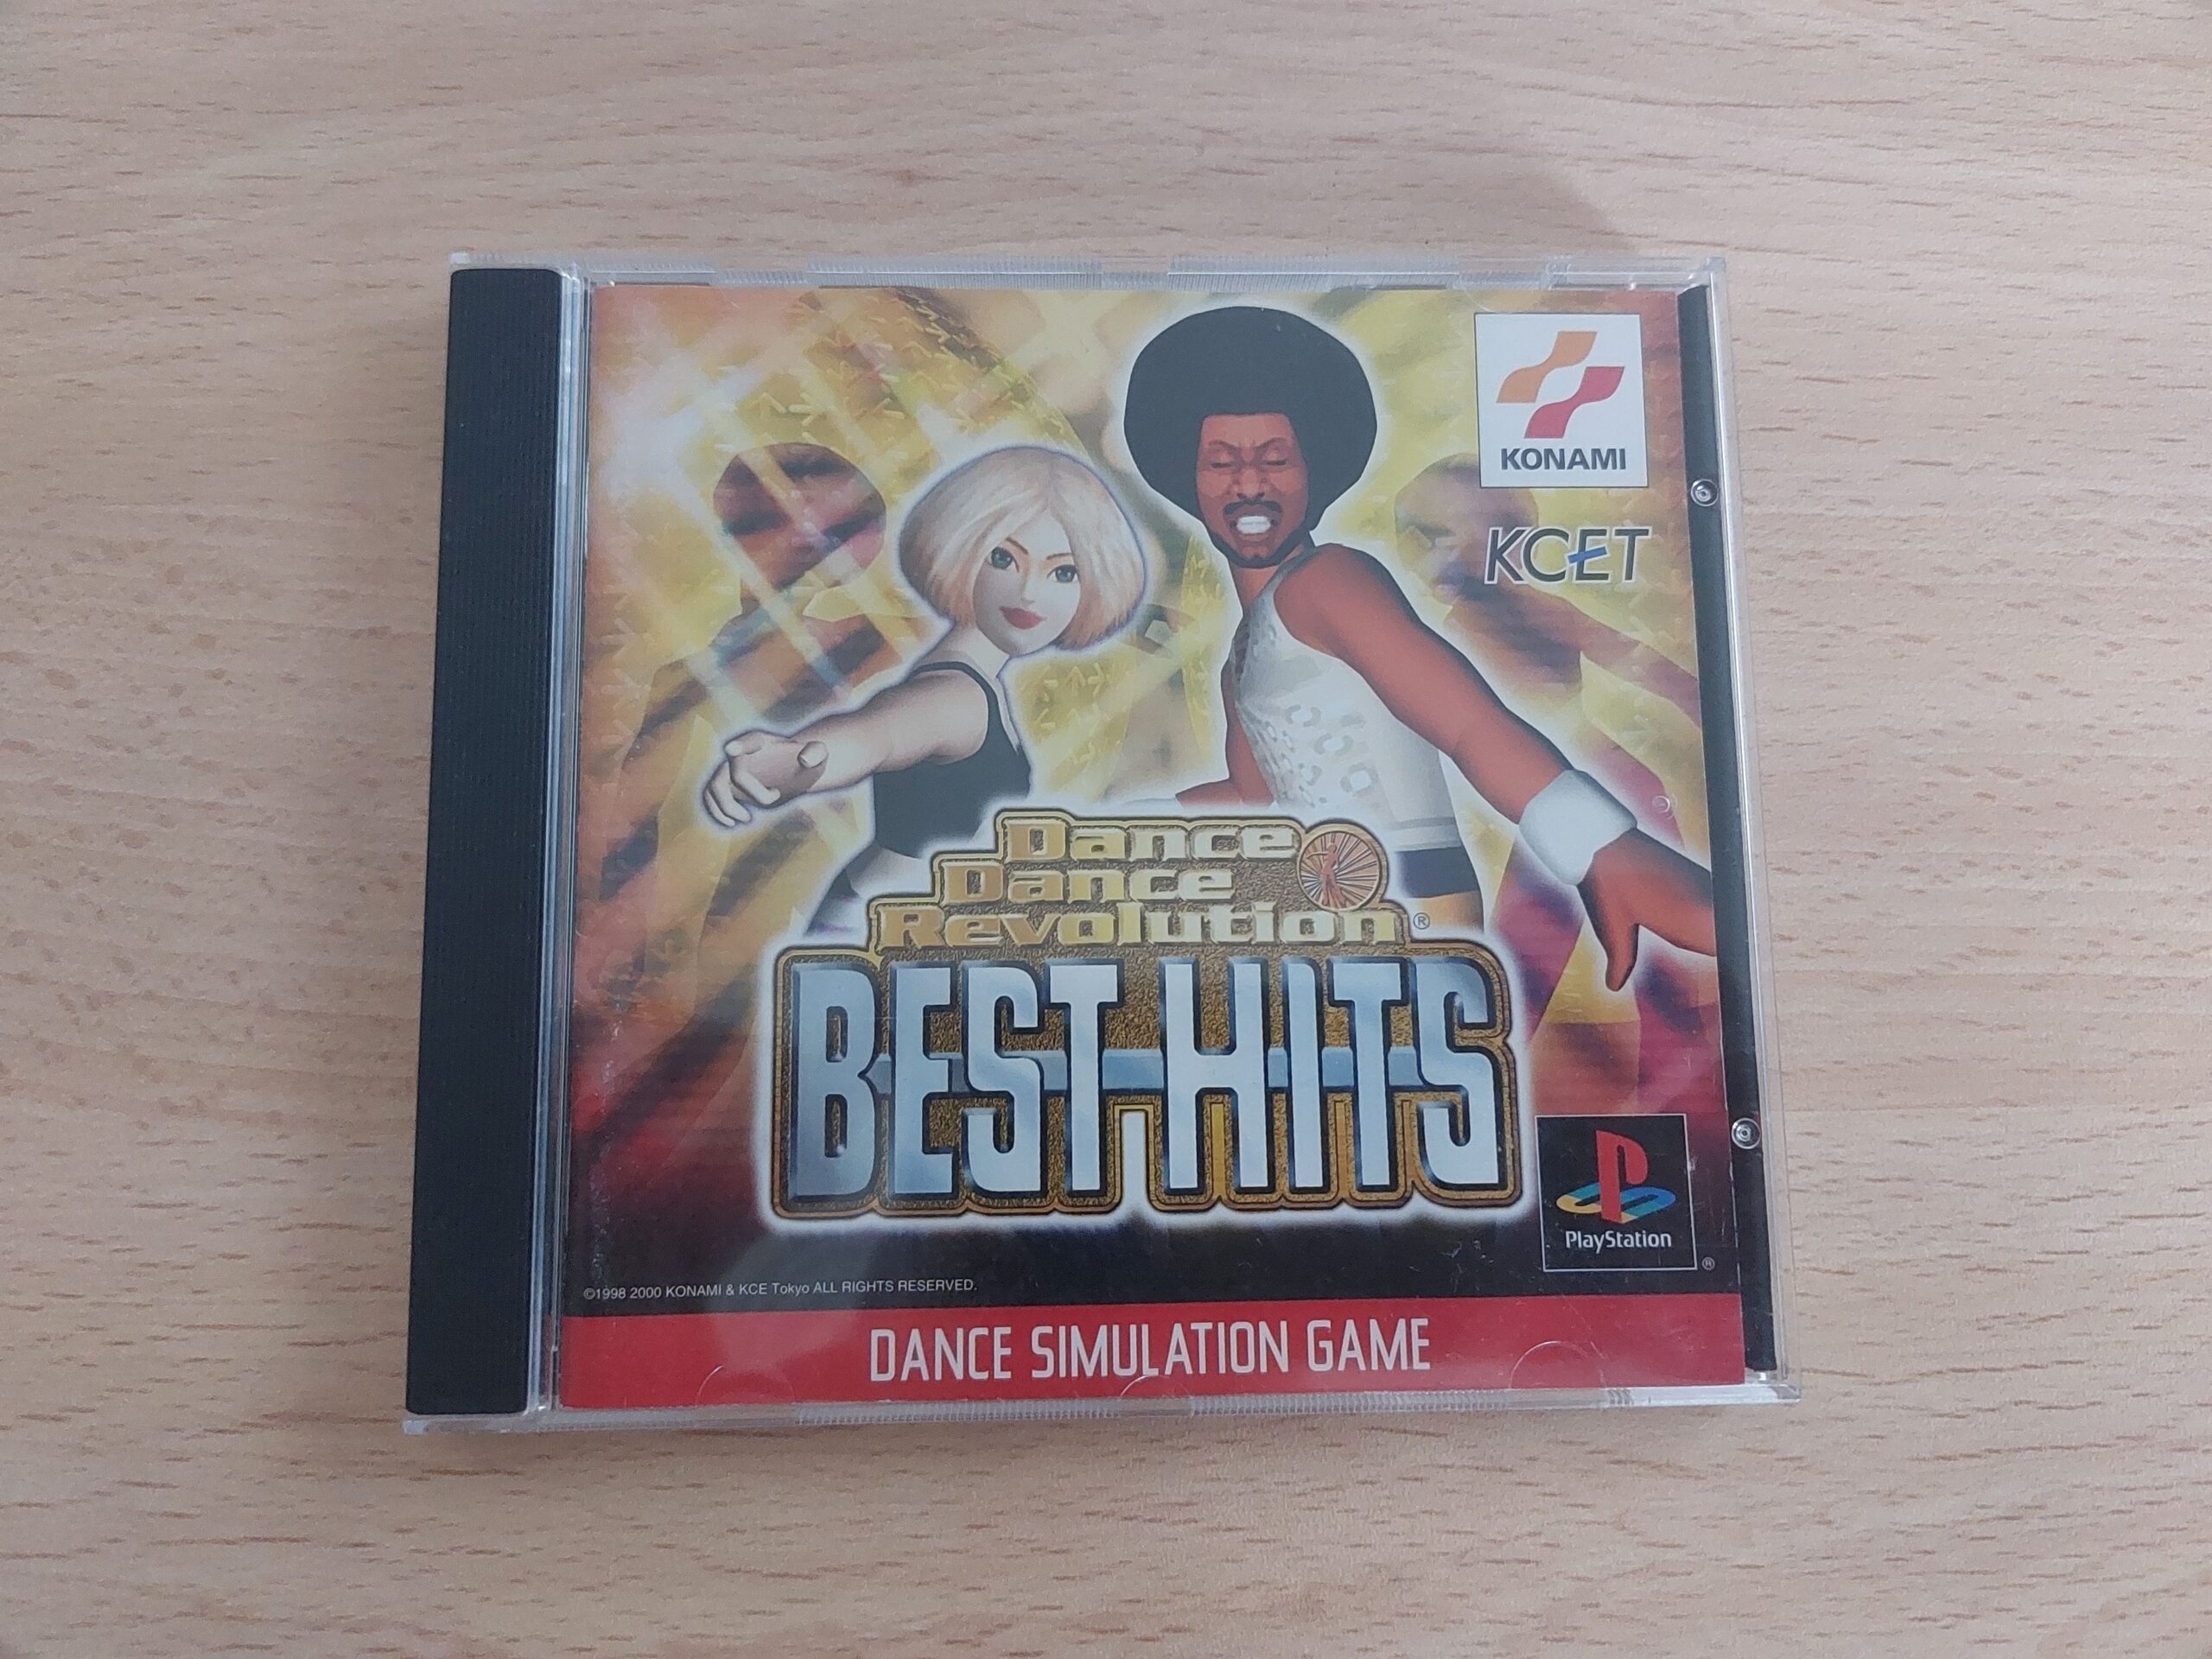 KONAMI
KCET
Dance
Dance
Revolution®
BEST HITS
PlayStation
®
©1998 2000 KONAMI & KCE Tokyo ALL RIGHTS RESERVED.
DANCE SIMULATION GAME